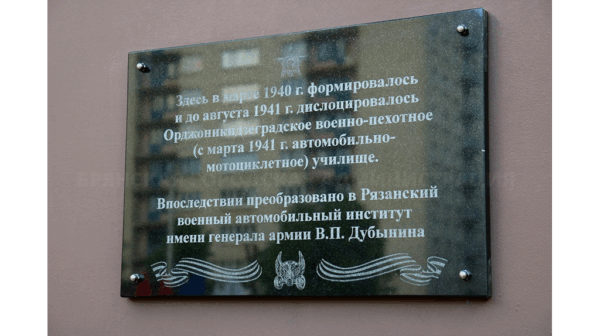 Здесь в марте 1940 г. формировалось
и до августа 1941 г. дислоцировалось
Орджоникидзеградское военно-пехотное
(с марта 1941 г. автомобильно-
мотоциклетное) училище.
Впоследствии преобразовано в Рязанский
военный автомобильный институт
имени генерала армии В.П. Дубынина